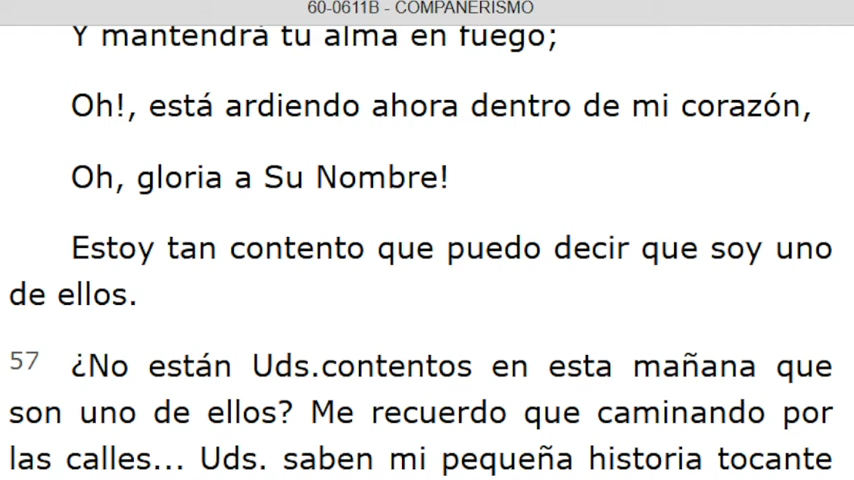 60-0611B - COMPAÑERISMO
Y mantendrá tu alma en fuego;
Oh!, está ardiendo ahora dentro de mi corazón,
Oh, gloria a Su Nombre!
Estoy tan contento que puedo decir que soy uno
de ellos.
57 ¿No están Uds.contentos en esta mañana que
son uno de ellos? Me recuerdo que caminando por
las calles... Uds. saben mi pequeña historia tocante